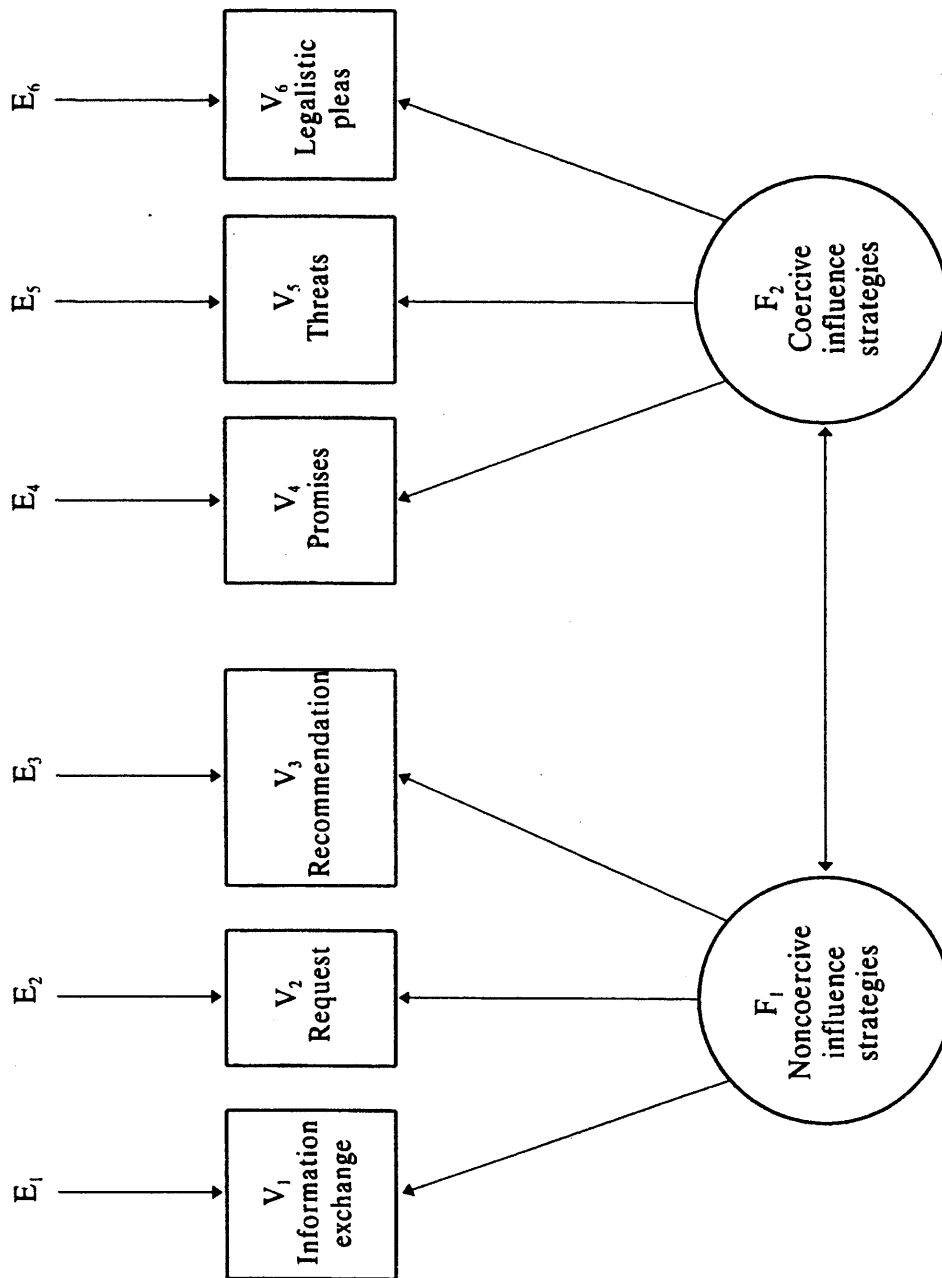 E₁
E₂
E₃
E₄
E₅
E₆
V₁
Information
exchange
V₂
Request
V₃
Recommendation
V₄
Promises
V₅
Threats
V₆
Legalistic
pleas
F₁
Noncoercive
influence
strategies
F₂
Coercive
influence
strategies